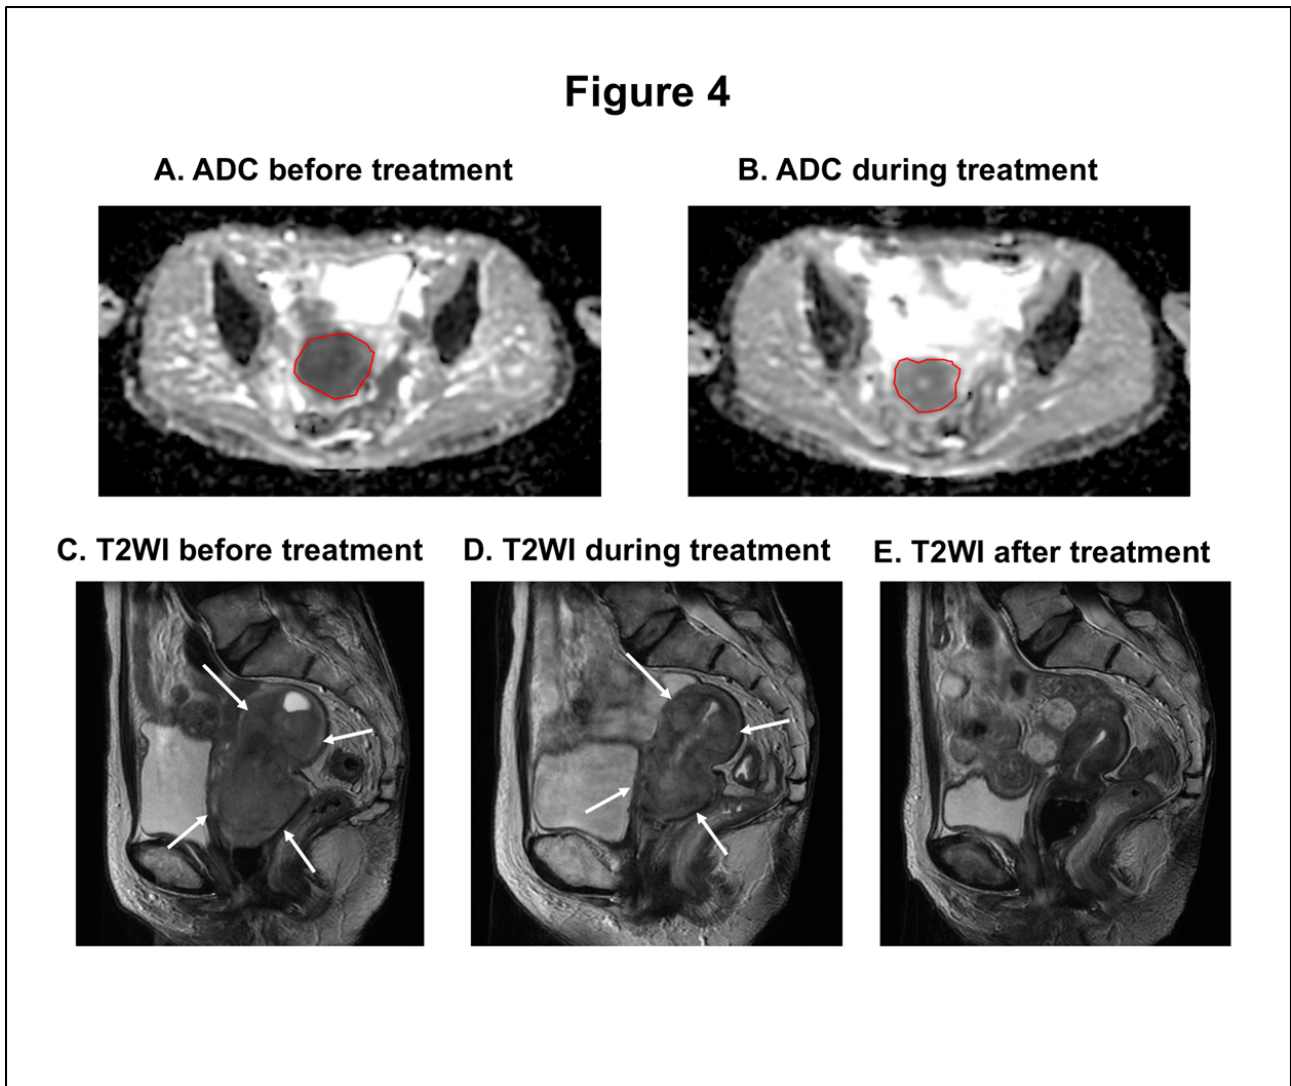 Figure 4
A. ADC before treatment
B. ADC during treatment
C. T2WI before treatment
D. T2WI during treatment
E. T2WI after treatment